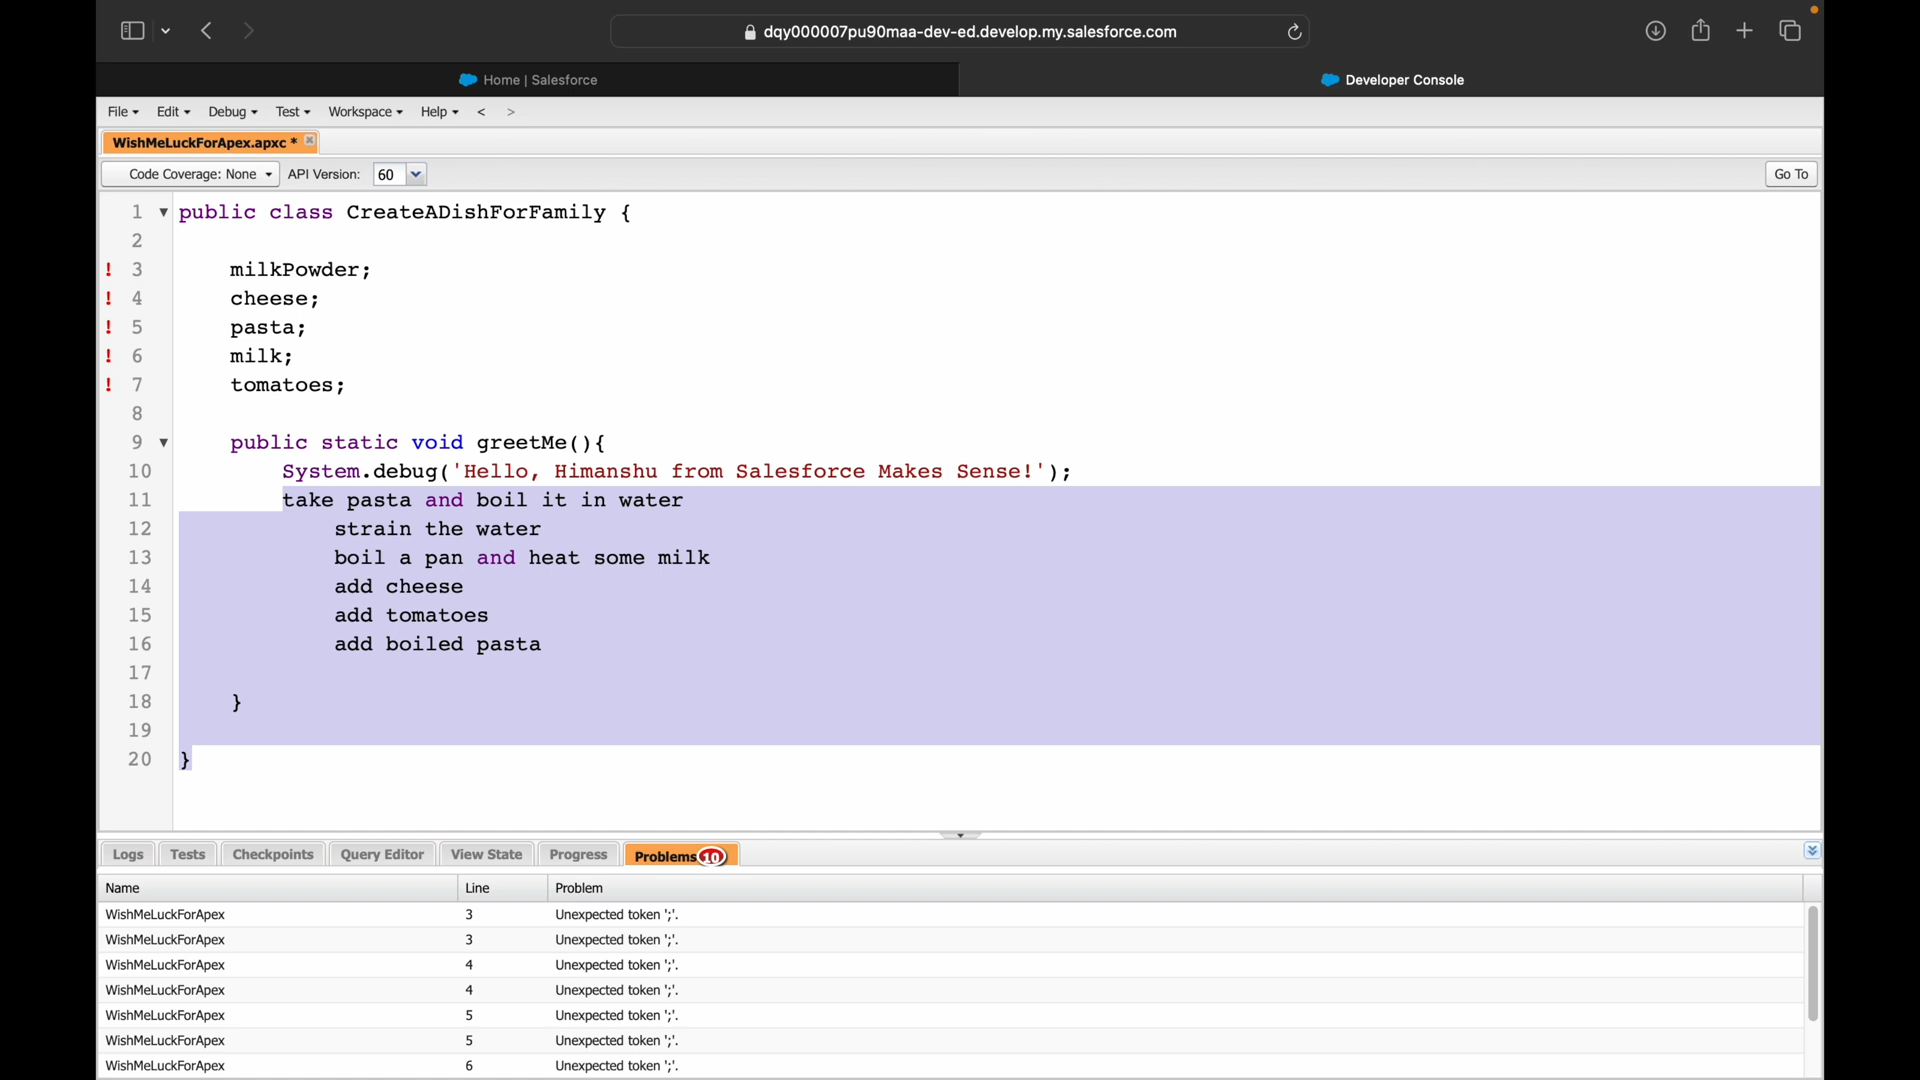 dqy000007pu90maa-dev-ed.develop.my.salesforce.com
Home | Salesforce
Developer Console
File Edit Debug Test Workspace Help < >
WishMeLuckForApex.apxc *
Code Coverage: None API Version: 60 Go To
1 public class CreateADishForFamily {
2
! 3 milkPowder;
! 4 cheese;
! 5 pasta;
! 6 milk;
! 7 tomatoes;
8
9 public static void greetMe(){
10 System.debug('Hello, Himanshu from Salesforce Makes Sense!');
11 take pasta and boil it in water
12 strain the water
13 boil a pan and heat some milk
14 add cheese
15 add tomatoes
16 add boiled pasta
17
18 }
19
20 }
Logs Tests Checkpoints Query Editor View State Progress Problems 10
Name Line Problem
WishMeLuckForApex 3 Unexpected token ';'.
WishMeLuckForApex 3 Unexpected token ';'.
WishMeLuckForApex 4 Unexpected token ';'.
WishMeLuckForApex 4 Unexpected token ';'.
WishMeLuckForApex 5 Unexpected token ';'.
WishMeLuckForApex 5 Unexpected token ';'.
WishMeLuckForApex 6 Unexpected token ';'.